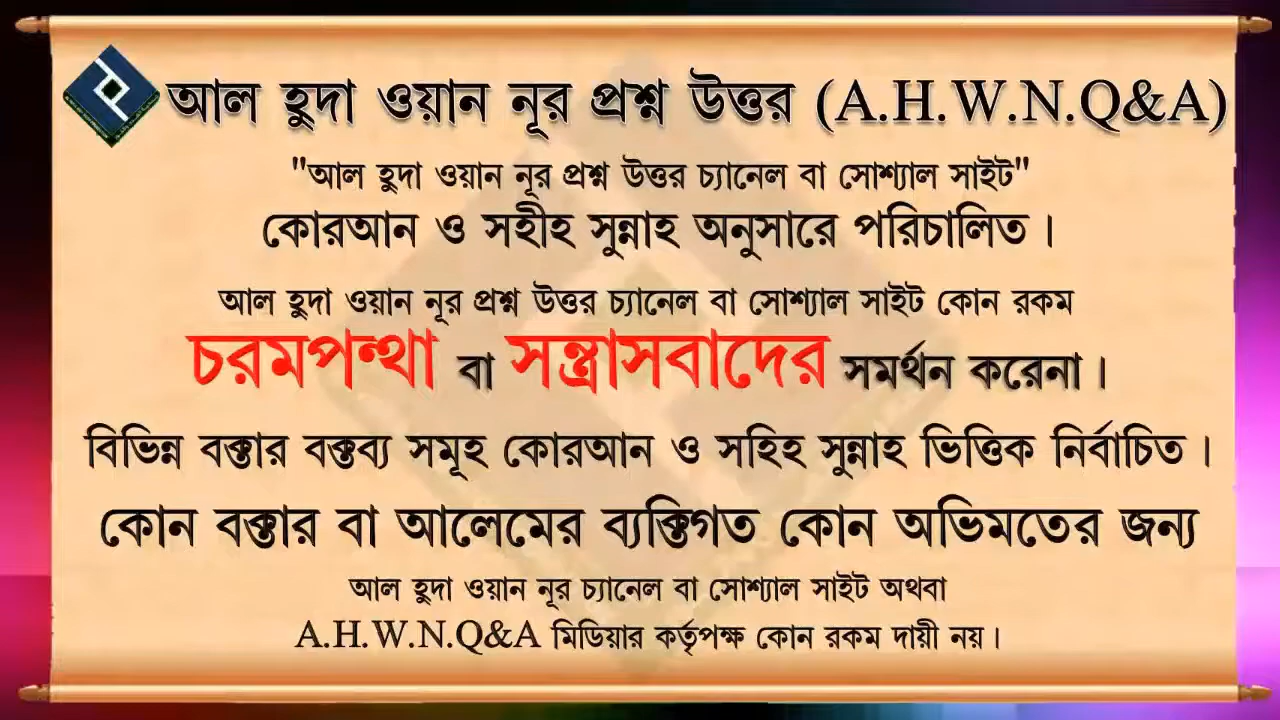 আল হুদা ওয়ান নূর প্রশ্ন উত্তর (A.H.W.N.Q&A)
"আল হুদা ওয়ান নূর প্রশ্ন উত্তর চ্যানেল বা সোশ্যাল সাইট"
কোরআন ও সহীহ সুন্নাহ অনুসারে পরিচালিত।
আল হুদা ওয়ান নূর প্রশ্ন উত্তর চ্যানেল বা সোশ্যাল সাইট কোন রকম
চরমপন্থা বা সন্ত্রাসবাদের সমর্থন করেনা।
বিভিন্ন বক্তার বক্তব্য সমূহ কোরআন ও সহিহ সুন্নাহ ভিত্তিক নির্বাচিত।
কোন বক্তার বা আলেমের ব্যক্তিগত কোন অভিমতের জন্য
আল হুদা ওয়ান নূর চ্যানেল বা সোশ্যাল সাইট অথবা
A.H.W.N.Q&A মিডিয়ার কর্তৃপক্ষ কোন রকম দায়ী নয়।